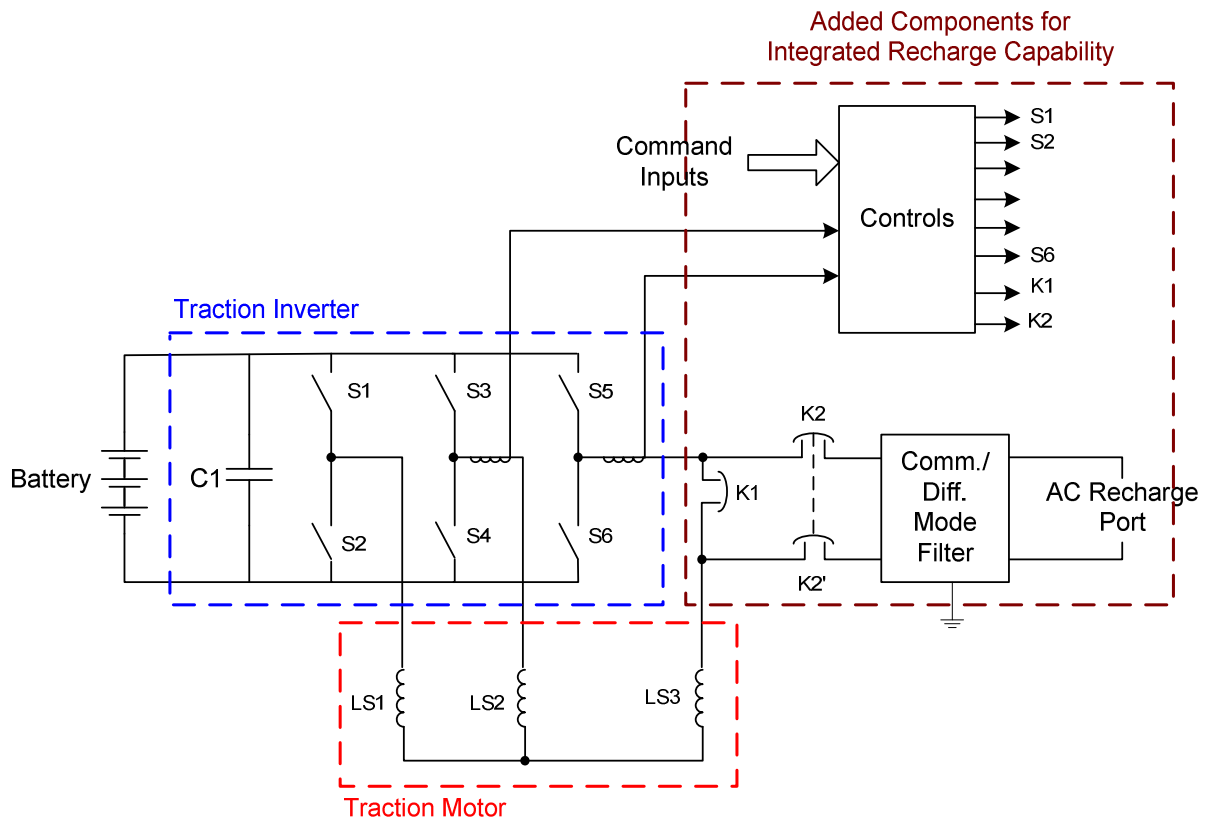 Added Components for
Integrated Recharge Capability
S1
S2
Command
Inputs
Controls
S6
K1
K2
Traction Inverter
S1
S3
S5
K2
Battery
C1
K1
Comm./
Diff.
Mode
Filter
AC Recharge
Port
S2
S4
S6
K2'
LS1
LS2
LS3
Traction Motor